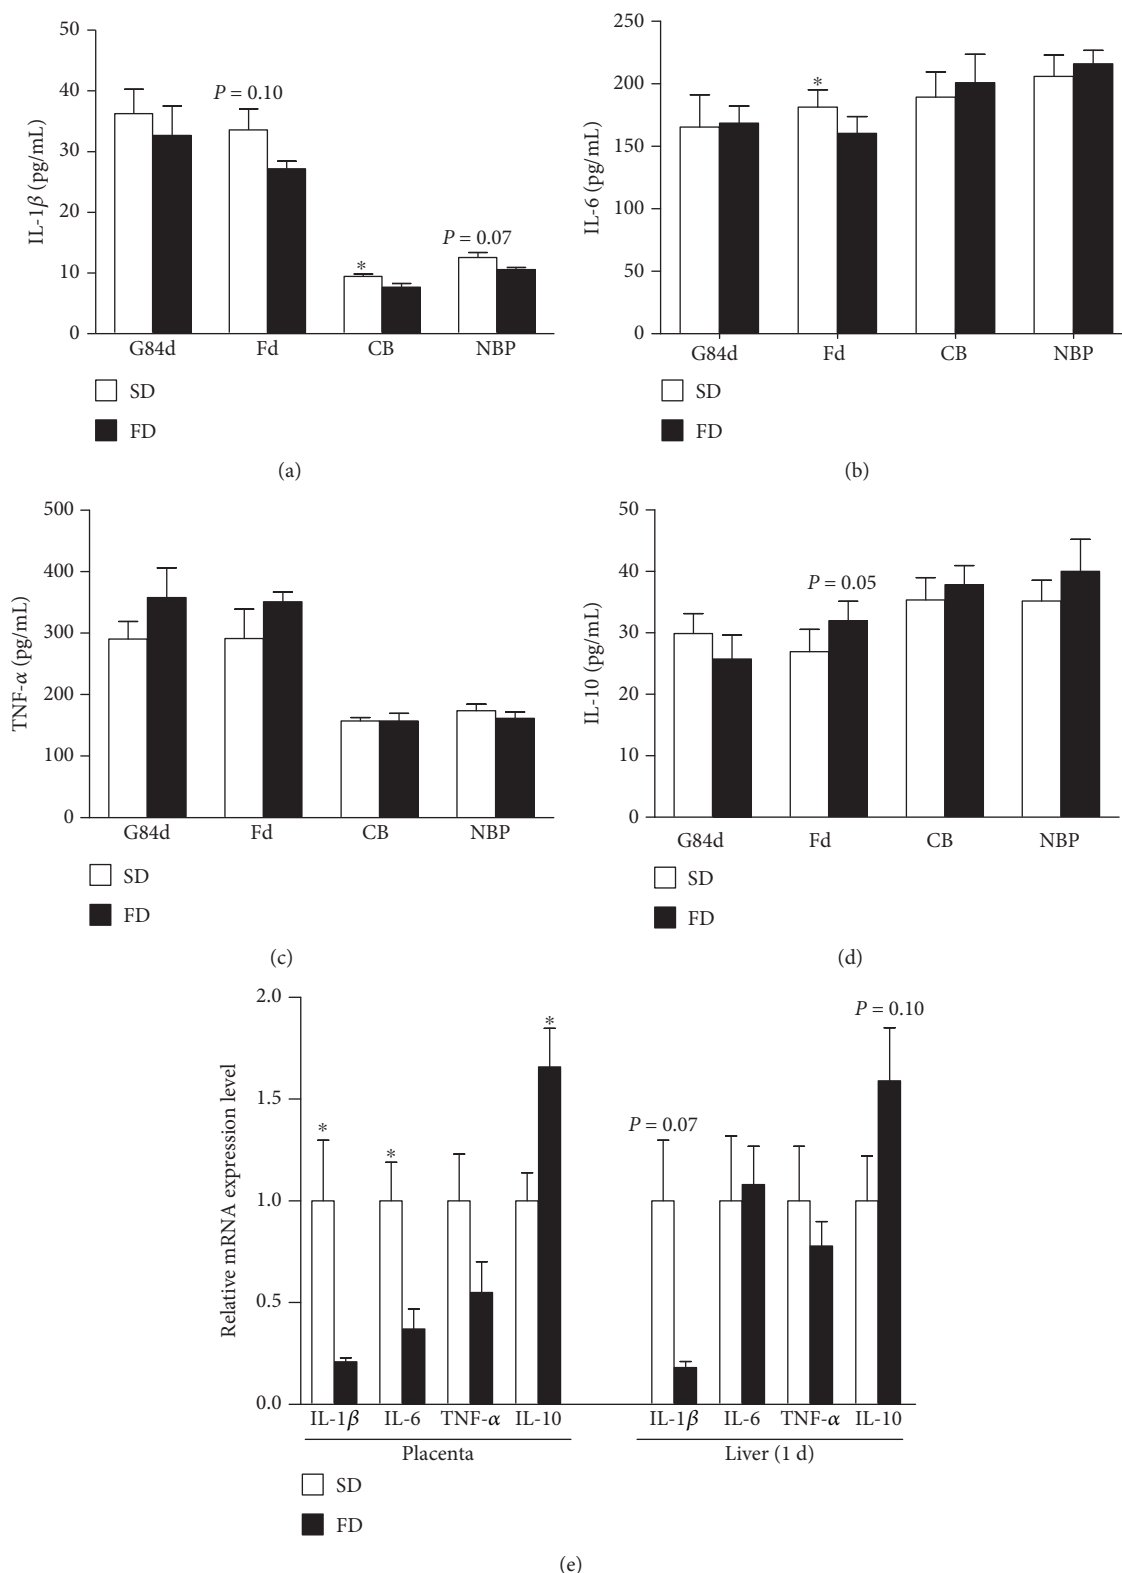 50
40
30
20
10
0
IL-1β (pg/mL)
P = 0.10
*
P = 0.07
G84d Fd CB NBP
SD
FD
(a)
250
200
150
100
50
0
IL-6 (pg/mL)
*
G84d Fd CB NBP
SD
FD
(b)
500
400
300
200
100
0
TNF-α (pg/mL)
G84d Fd CB NBP
SD
FD
(c)
50
40
30
20
10
0
IL-10 (pg/mL)
P = 0.05
G84d Fd CB NBP
SD
FD
(d)
2.0
1.5
1.0
0.5
0.0
Relative mRNA expression level
*
*
*
P = 0.07
P = 0.10
IL-1β IL-6 TNF-α IL-10 IL-1β IL-6 TNF-α IL-10
Placenta Liver (1 d)
SD
FD
(e)